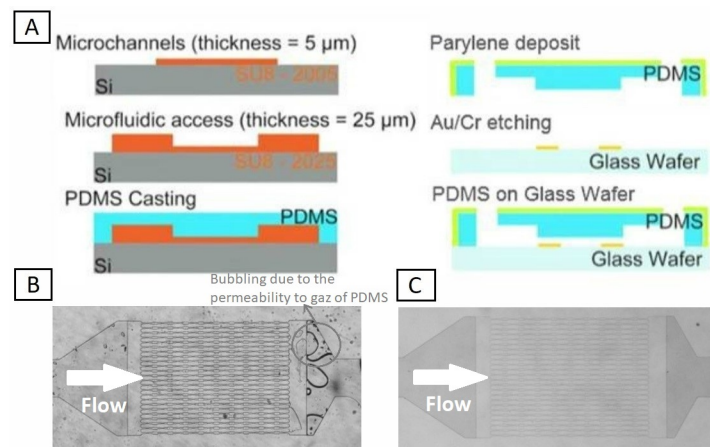 A
Microchannels (thickness = 5 µm)
SU8 - 2005
Si
Microfluidic access (thickness = 25 µm)
SU8 - 2025
Si
PDMS Casting
PDMS
Si
Parylene deposit
PDMS
Au/Cr etching
Glass Wafer
PDMS on Glass Wafer
PDMS
Glass Wafer
B
Bubbling due to the
permeability to gaz of PDMS
Flow
C
Flow